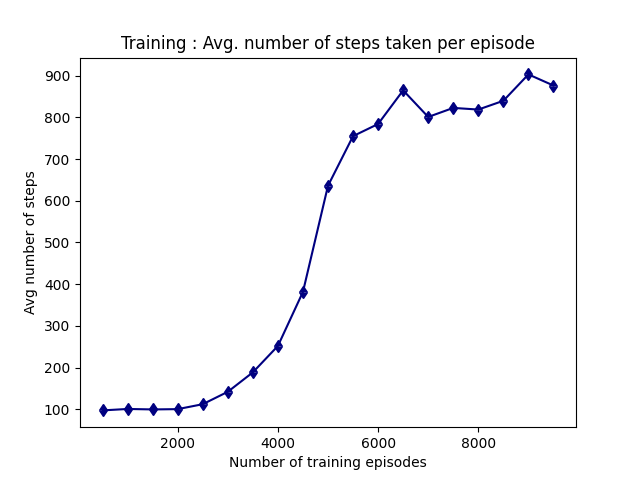 Training : Avg. number of steps taken per episode
900
800
700
600
500
400
300
200
100
Avg number of steps
2000 4000 6000 8000
Number of training episodes